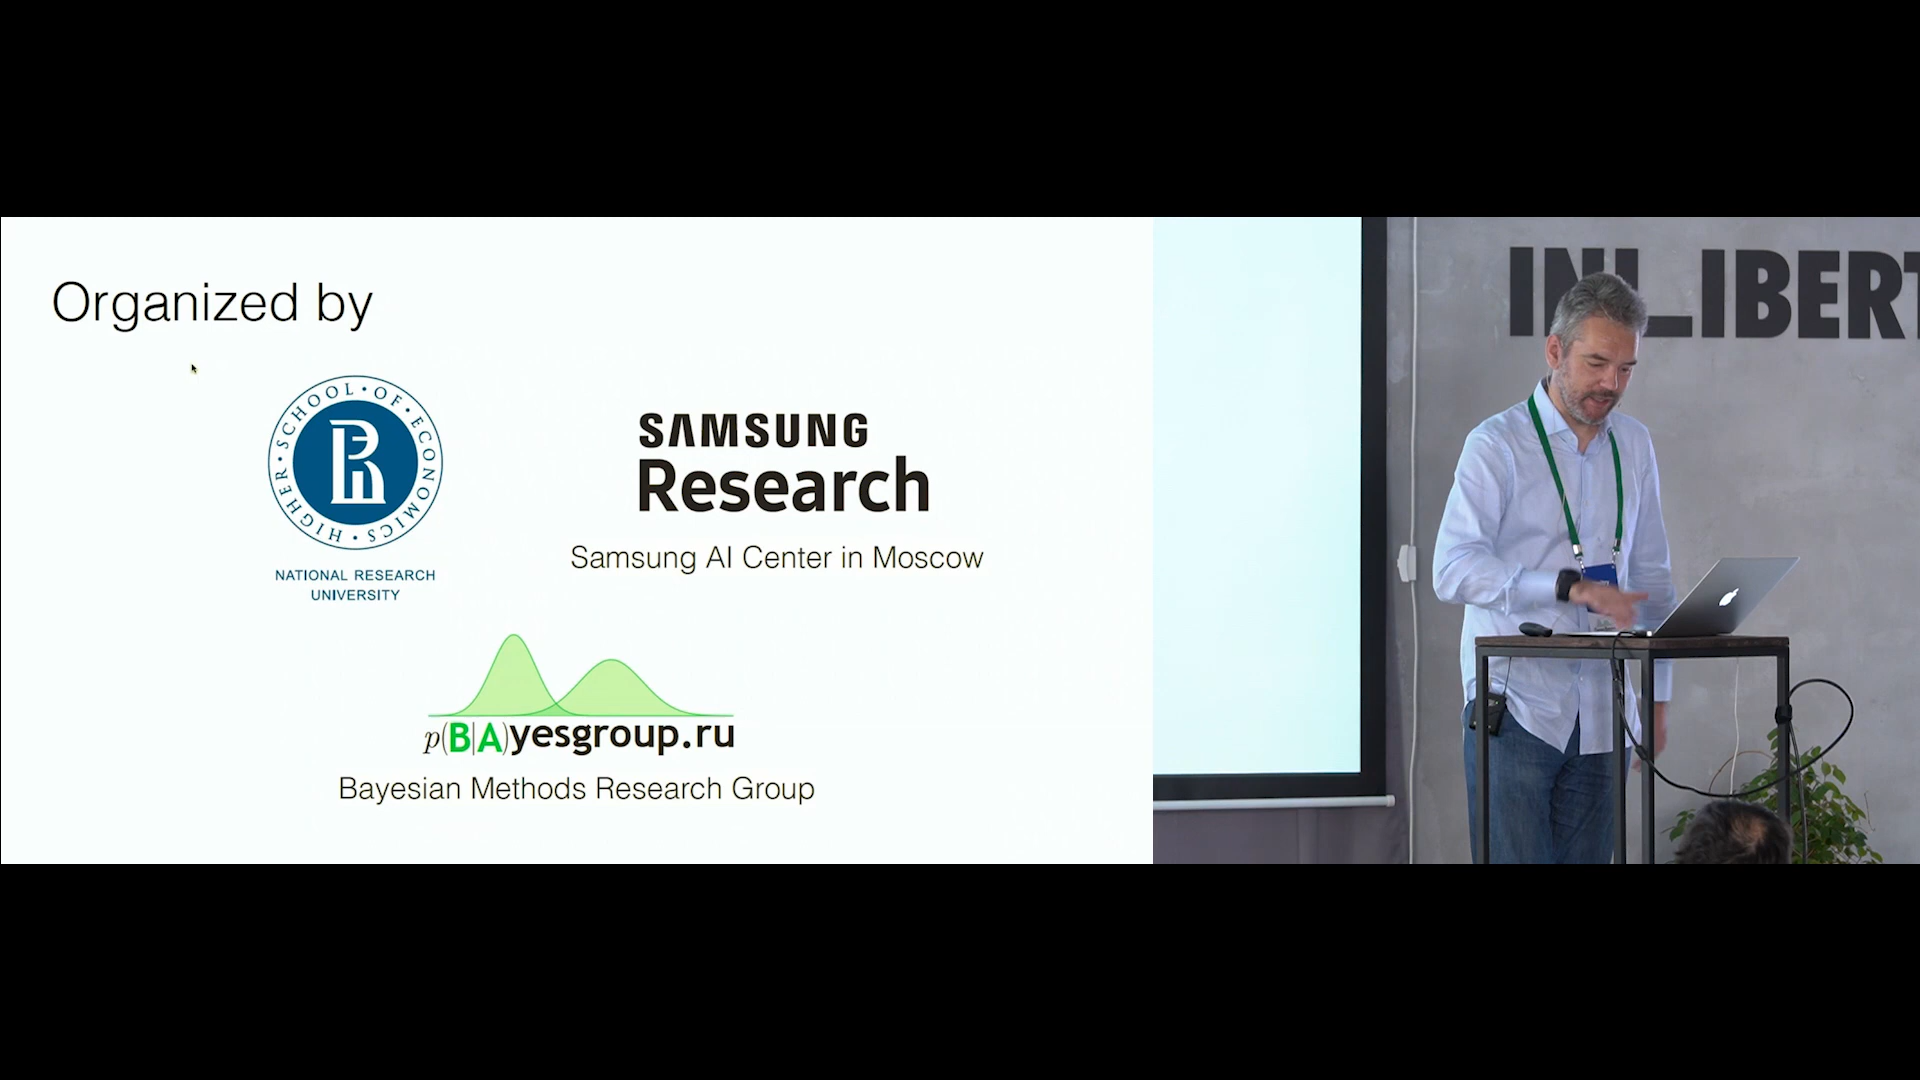 Organized by
HIGHER · SCHOOL · OF · ECONOMICS ·
NATIONAL RESEARCH
UNIVERSITY
SAMSUNG
Research
Samsung AI Center in Moscow
p(B|A)yesgroup.ru
Bayesian Methods Research Group
IN_IBERT